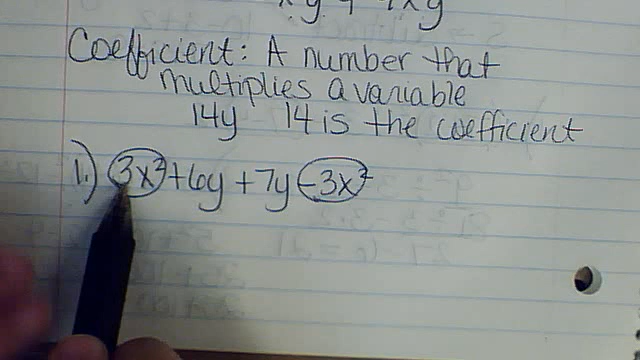 Coefficient: A number that
multiplies a variable
14y 14 is the coefficient
1.) 3x² + 6y + 7y - 3x²